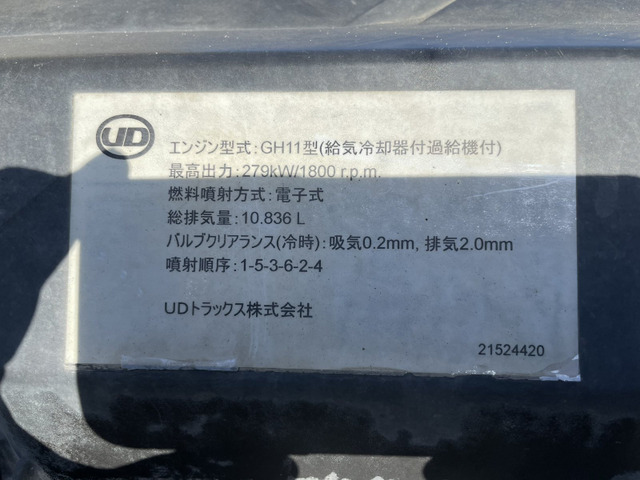 UD
エンジン型式:GH11型(給気冷却器付過給機付)
最高出力:279kW/1800 r.p.m.
燃料噴射方式:電子式
総排気量:10.836 L
バルブクリアランス(冷時):吸気0.2mm, 排気2.0mm
噴射順序:1-5-3-6-2-4
UDトラックス株式会社
21524420